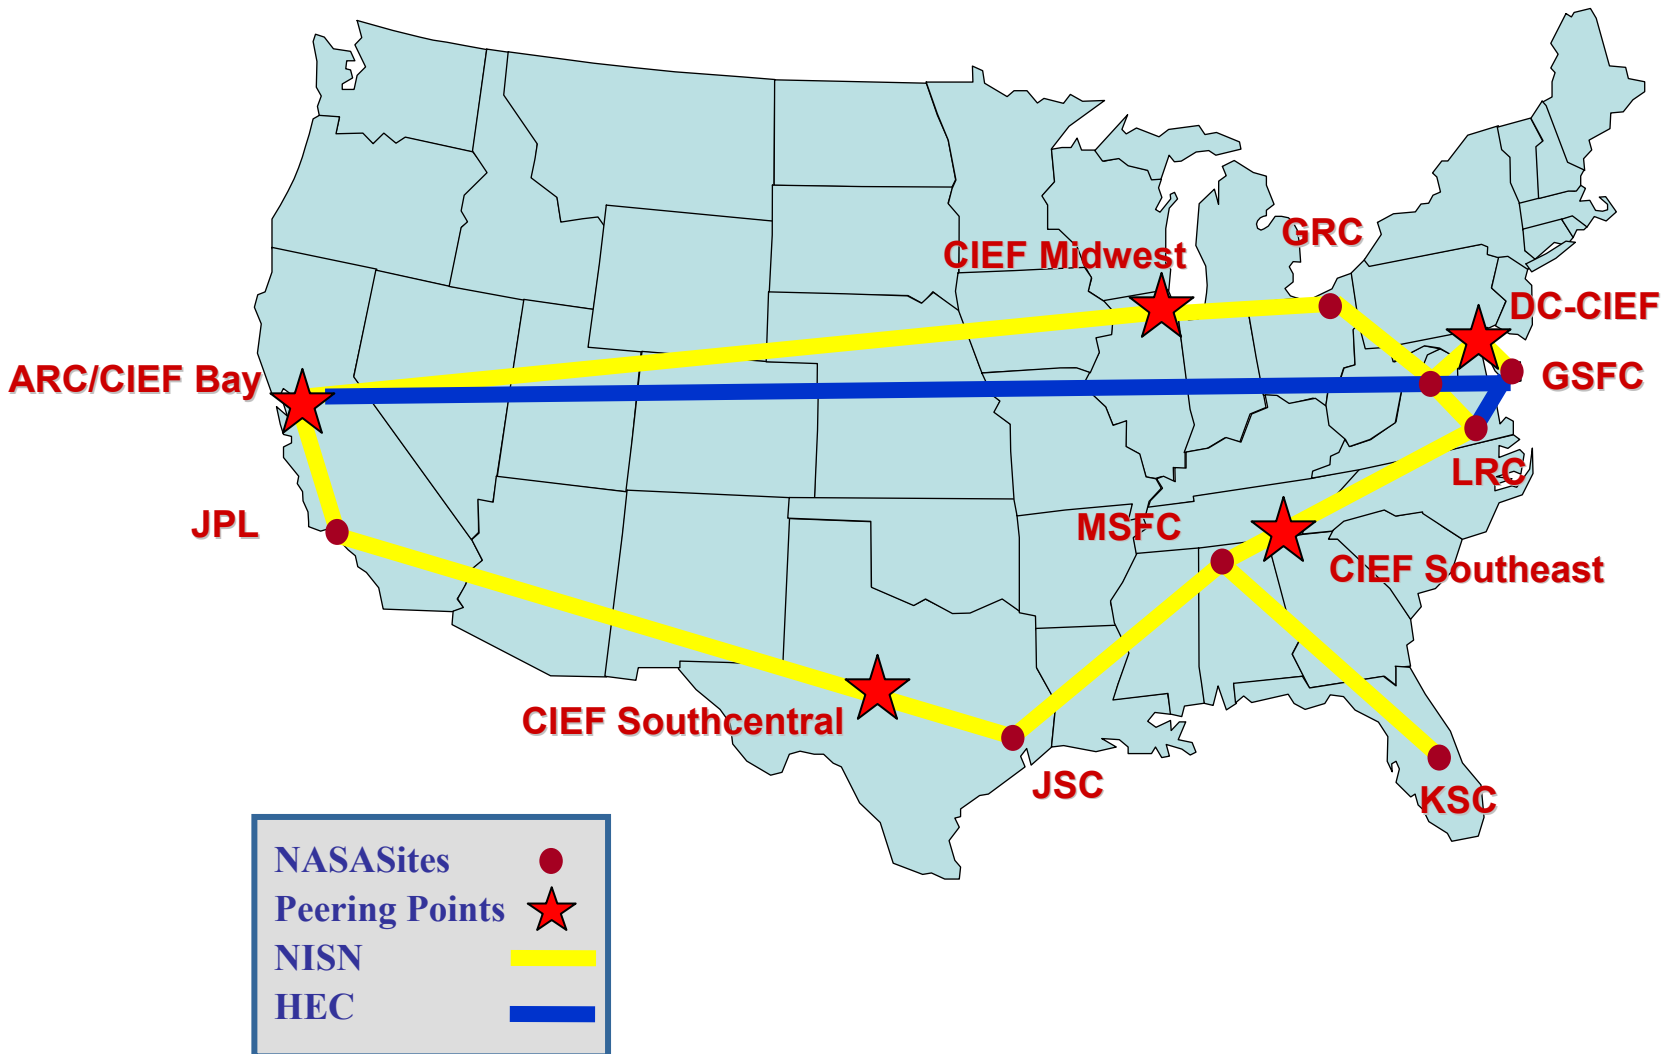 GRC
CIEF Midwest
DC-CIEF
ARC/CIEF Bay
GSFC
LRC
JPL
MSFC
CIEF Southeast
CIEF Southcentral
JSC
KSC
NASASites
Peering Points
NISN
HEC